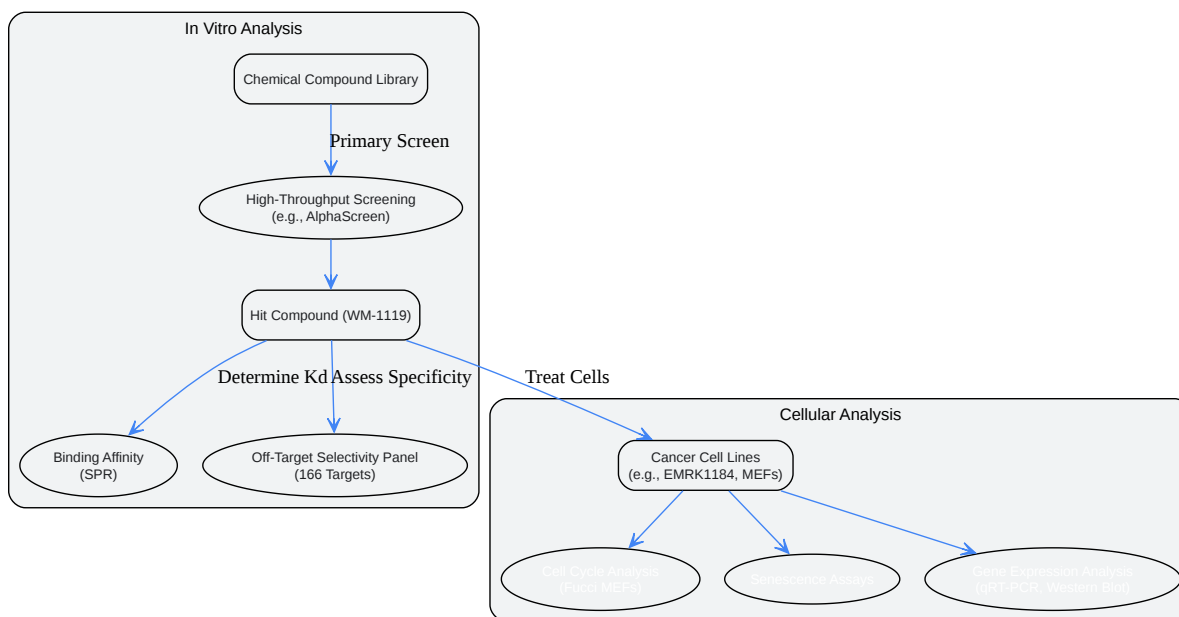 In Vitro Analysis
Chemical Compound Library
Primary Screen
High-Throughput Screening
(e.g., AlphaScreen)
Hit Compound (WM-1119)
Determine Kd
Assess Specificity
Treat Cells
Binding Affinity
(SPR)
Off-Target Selectivity Panel
(166 Targets)
Cellular Analysis
Cancer Cell Lines
(e.g., EMRK1184, MEFs)
Cell Cycle Analysis
(Fucci MEFs)
Senescence Assays
Gene Expression Analysis
(qRT-PCR, Western Blot)